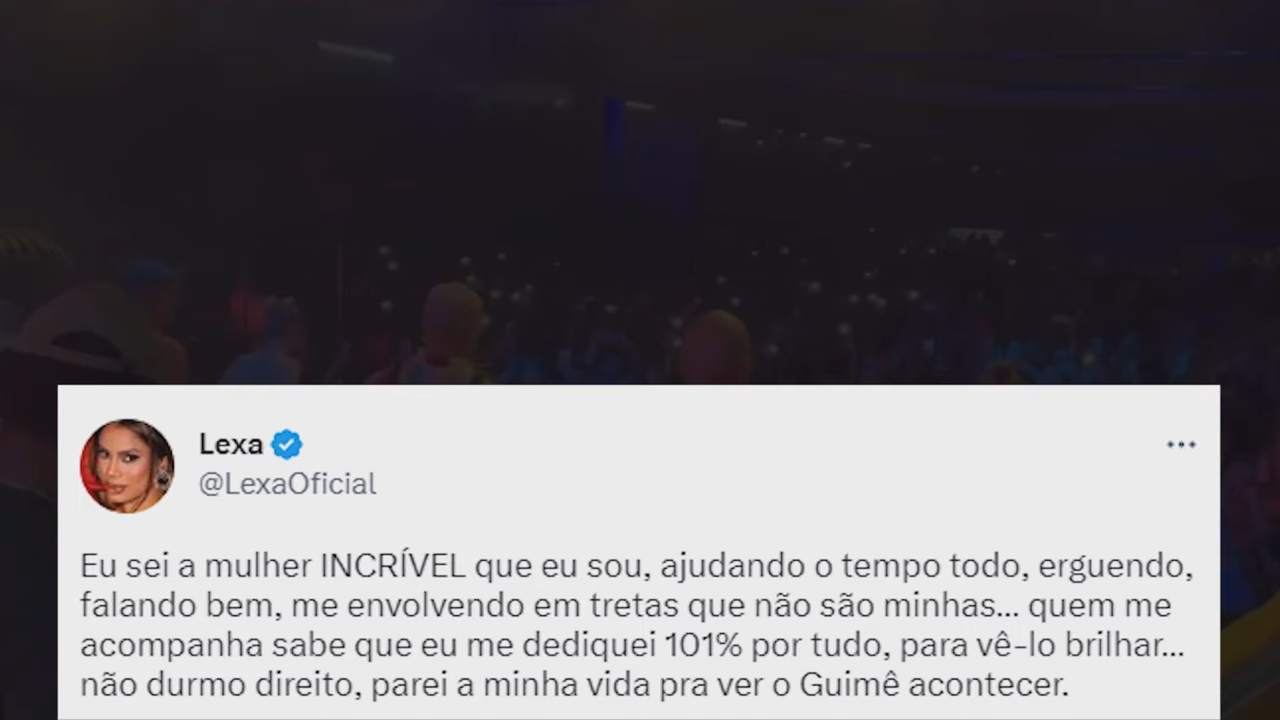 Lexa
@LexaOficial
Eu sei a mulher INCRÍVEL que eu sou, ajudando o tempo todo, erguendo,
falando bem, me envolvendo em tretas que não são minhas... quem me
acompanha sabe que eu me dediquei 101% por tudo, para vê-lo brilhar...
não durmo direito, parei a minha vida pra ver o Guimê acontecer.